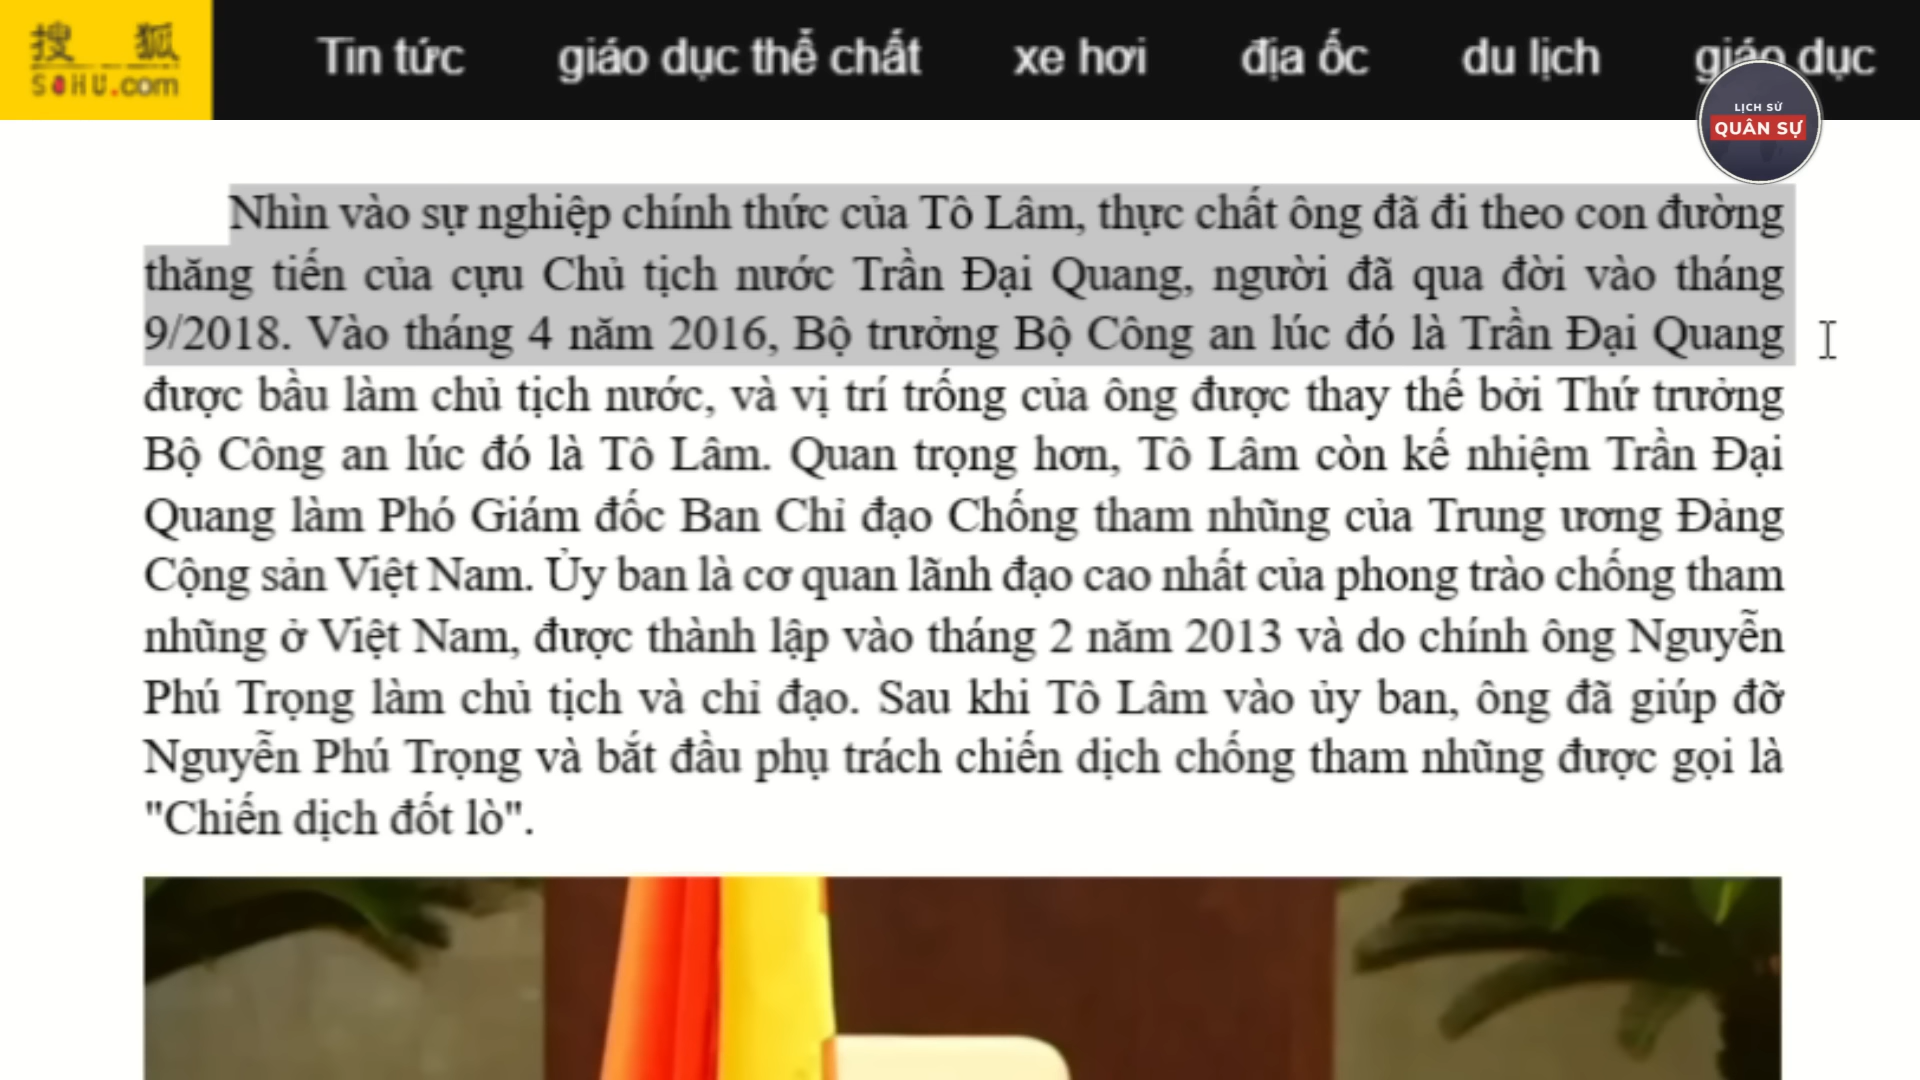 搜 狐
SOHU.com
Tin tức giáo dục thể chất xe hơi địa ốc du lịch giáo dục
LỊCH SỬ
QUÂN SỰ
Nhìn vào sự nghiệp chính thức của Tô Lâm, thực chất ông đã đi theo con đường
thăng tiến của cựu Chủ tịch nước Trần Đại Quang, người đã qua đời vào tháng
9/2018. Vào tháng 4 năm 2016, Bộ trưởng Bộ Công an lúc đó là Trần Đại Quang
được bầu làm chủ tịch nước, và vị trí trống của ông được thay thế bởi Thứ trưởng
Bộ Công an lúc đó là Tô Lâm. Quan trọng hơn, Tô Lâm còn kế nhiệm Trần Đại
Quang làm Phó Giám đốc Ban Chỉ đạo Chống tham nhũng của Trung ương Đảng
Cộng sản Việt Nam. Ủy ban là cơ quan lãnh đạo cao nhất của phong trào chống tham
nhũng ở Việt Nam, được thành lập vào tháng 2 năm 2013 và do chính ông Nguyễn
Phú Trọng làm chủ tịch và chỉ đạo. Sau khi Tô Lâm vào ủy ban, ông đã giúp đỡ
Nguyễn Phú Trọng và bắt đầu phụ trách chiến dịch chống tham nhũng được gọi là
"Chiến dịch đốt lò".